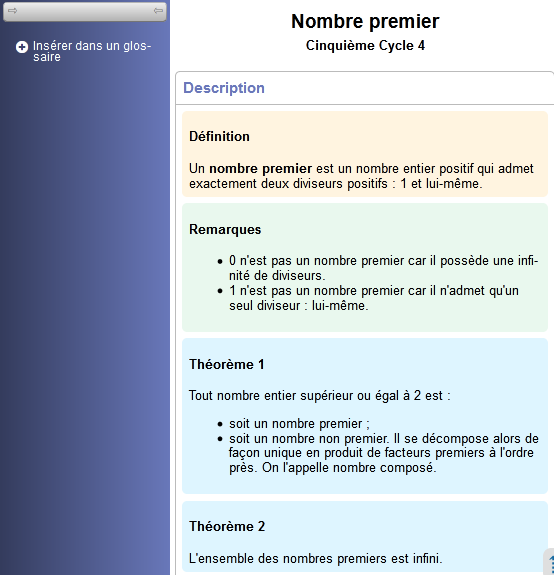 Insérer dans un glos-
saire
Nombre premier
Cinquième Cycle 4
Description
Définition
Un nombre premier est un nombre entier positif qui admet
exactement deux diviseurs positifs : 1 et lui-même.
Remarques
• 0 n'est pas un nombre premier car il possède une infi-
nité de diviseurs.
• 1 n'est pas un nombre premier car il n'admet qu'un
seul diviseur : lui-même.
Théorème 1
Tout nombre entier supérieur ou égal à 2 est :
• soit un nombre premier ;
• soit un nombre non premier. Il se décompose alors de
façon unique en produit de facteurs premiers à l'ordre
près. On l'appelle nombre composé.
Théorème 2
L'ensemble des nombres premiers est infini.